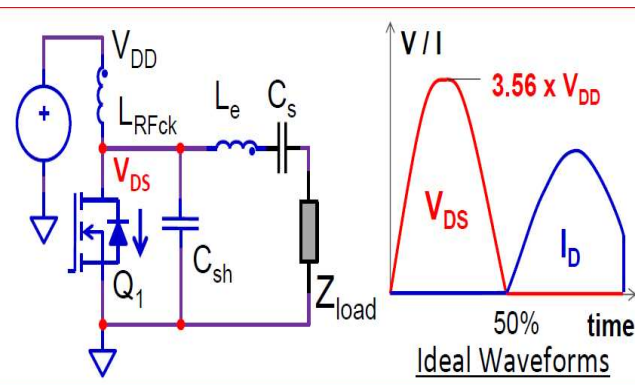 V_DD
L_RFck
L_e
C_s
V_DS
+
Q_1
C_sh
Z_load
V / I
3.56 x V_DD
V_DS
I_D
50%
time
Ideal Waveforms